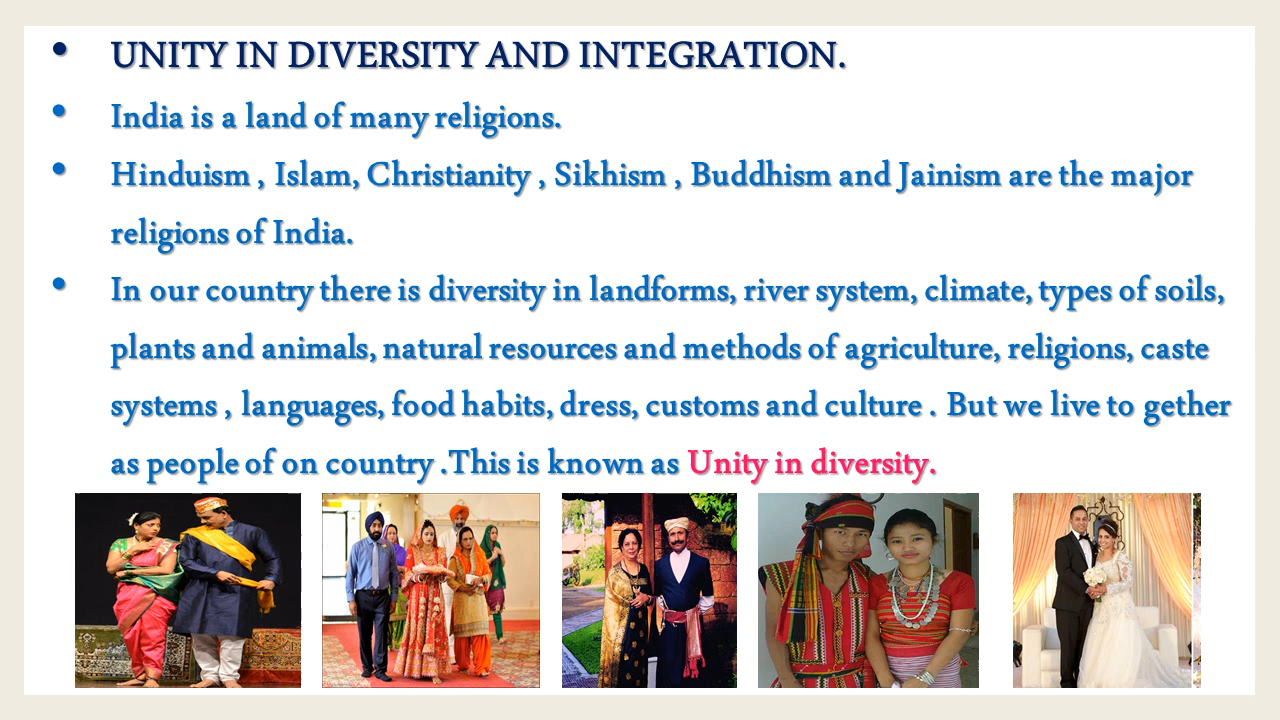 • UNITY IN DIVERSITY AND INTEGRATION.
• India is a land of many religions.
• Hinduism , Islam, Christianity , Sikhism , Buddhism and Jainism are the major
religions of India.
• In our country there is diversity in landforms, river system, climate, types of soils,
plants and animals, natural resources and methods of agriculture, religions, caste
systems , languages, food habits, dress, customs and culture . But we live to gether
as people of on country .This is known as Unity in diversity.